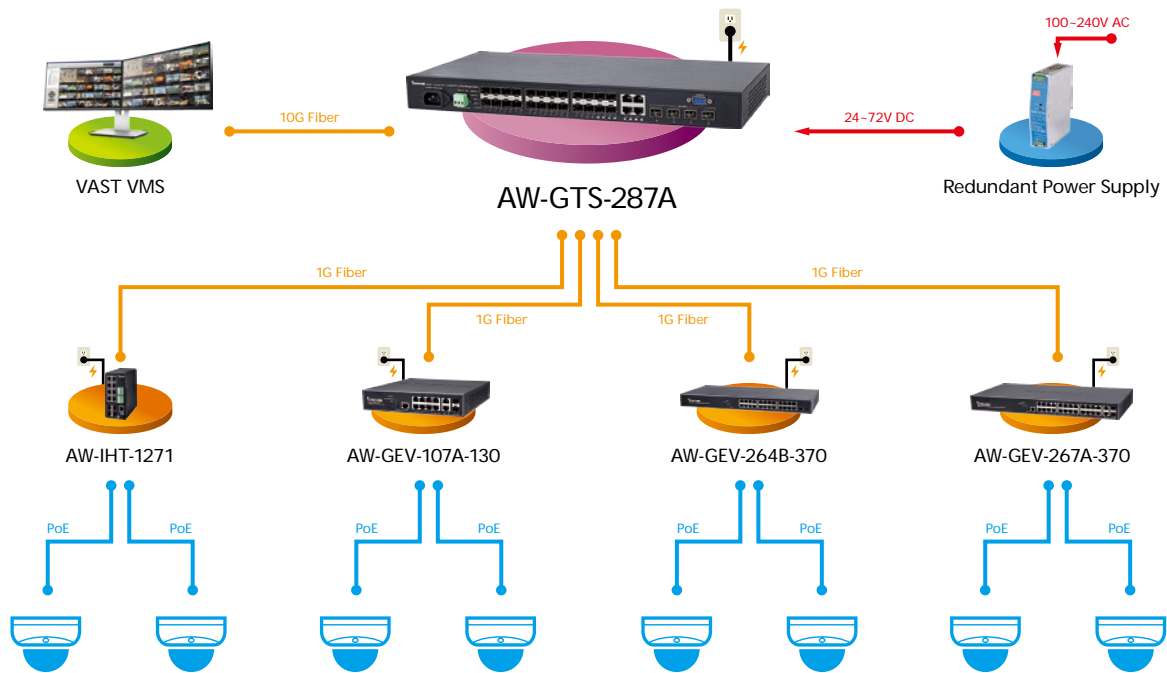 100~240V AC
10G Fiber
24~72V DC
VAST VMS
AW-GTS-287A
Redundant Power Supply
1G Fiber
1G Fiber
1G Fiber
1G Fiber
AW-IHT-1271
AW-GEV-107A-130
AW-GEV-264B-370
AW-GEV-267A-370
PoE
PoE
PoE
PoE
PoE
PoE
PoE
PoE